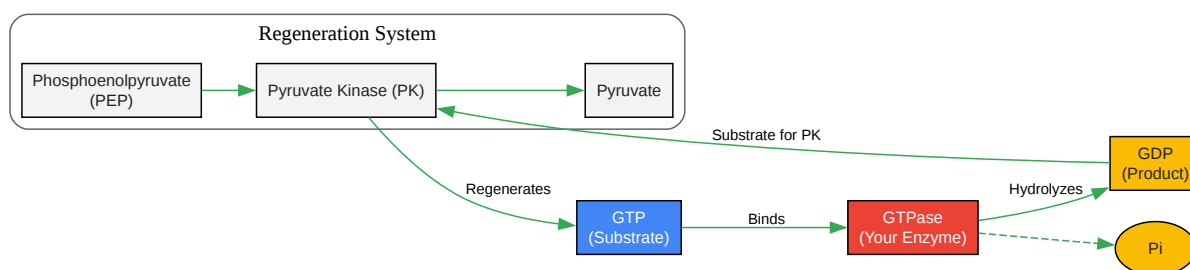 Regeneration System
Phosphoenolpyruvate
(PEP)
Pyruvate Kinase (PK)
Pyruvate
Substrate for PK
GDP
(Product)
Regenerates
Hydrolyzes
GTP
(Substrate)
Binds
GTPase
(Your Enzyme)
Pi